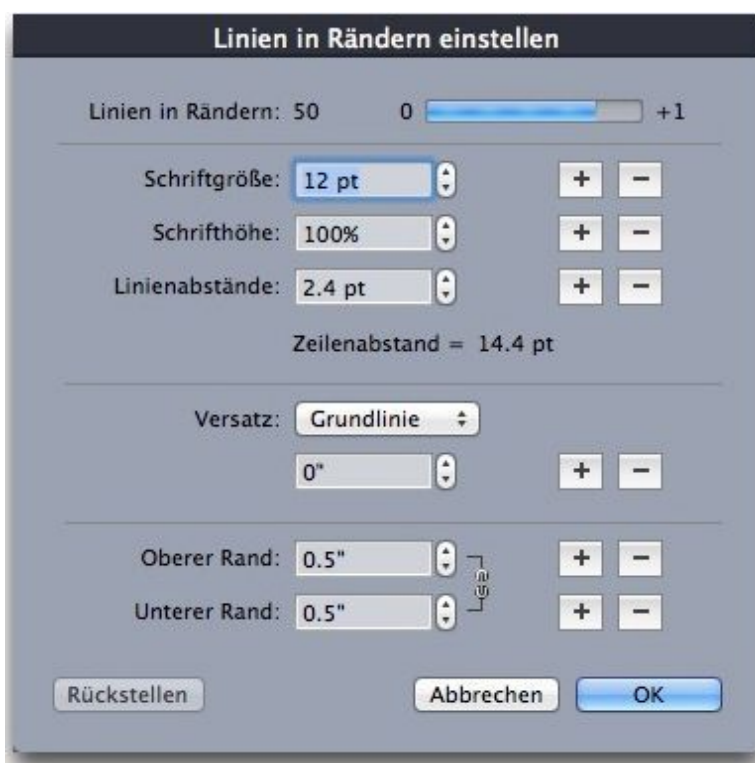 Linien in Rändern einstellen
Linien in Rändern: 50 0 +1
Schriftgröße: 12 pt + −
Schrifthöhe: 100% + −
Linienabstände: 2.4 pt + −
Zeilenabstand = 14.4 pt
Versatz: Grundlinie
0" + −
Oberer Rand: 0.5" + −
Unterer Rand: 0.5" + −
Rückstellen Abbrechen OK